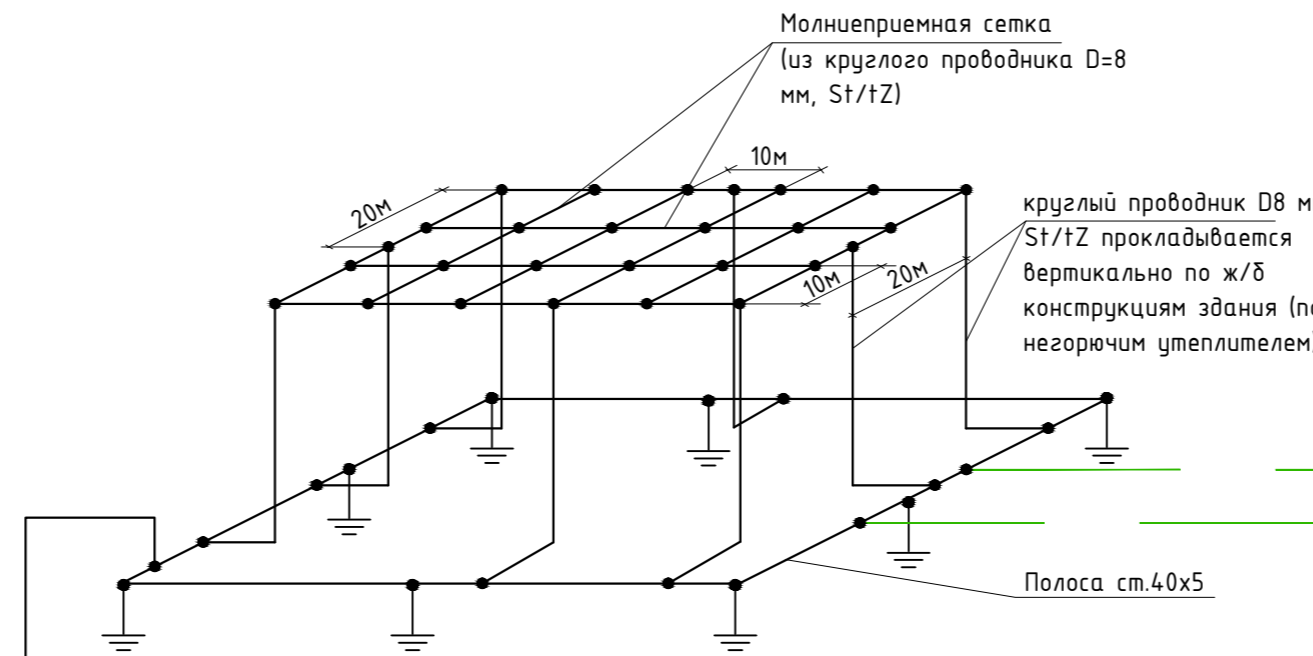 Молниеприемная сетка
(из круглого проводника D=8
мм, St/tZ)
10м
20м
круглый проводник D8
St/tZ прокладывается
вертикально по ж/б
конструкциям здания
негорючим утеплителем
20м
10м
Полоса ст.40х5